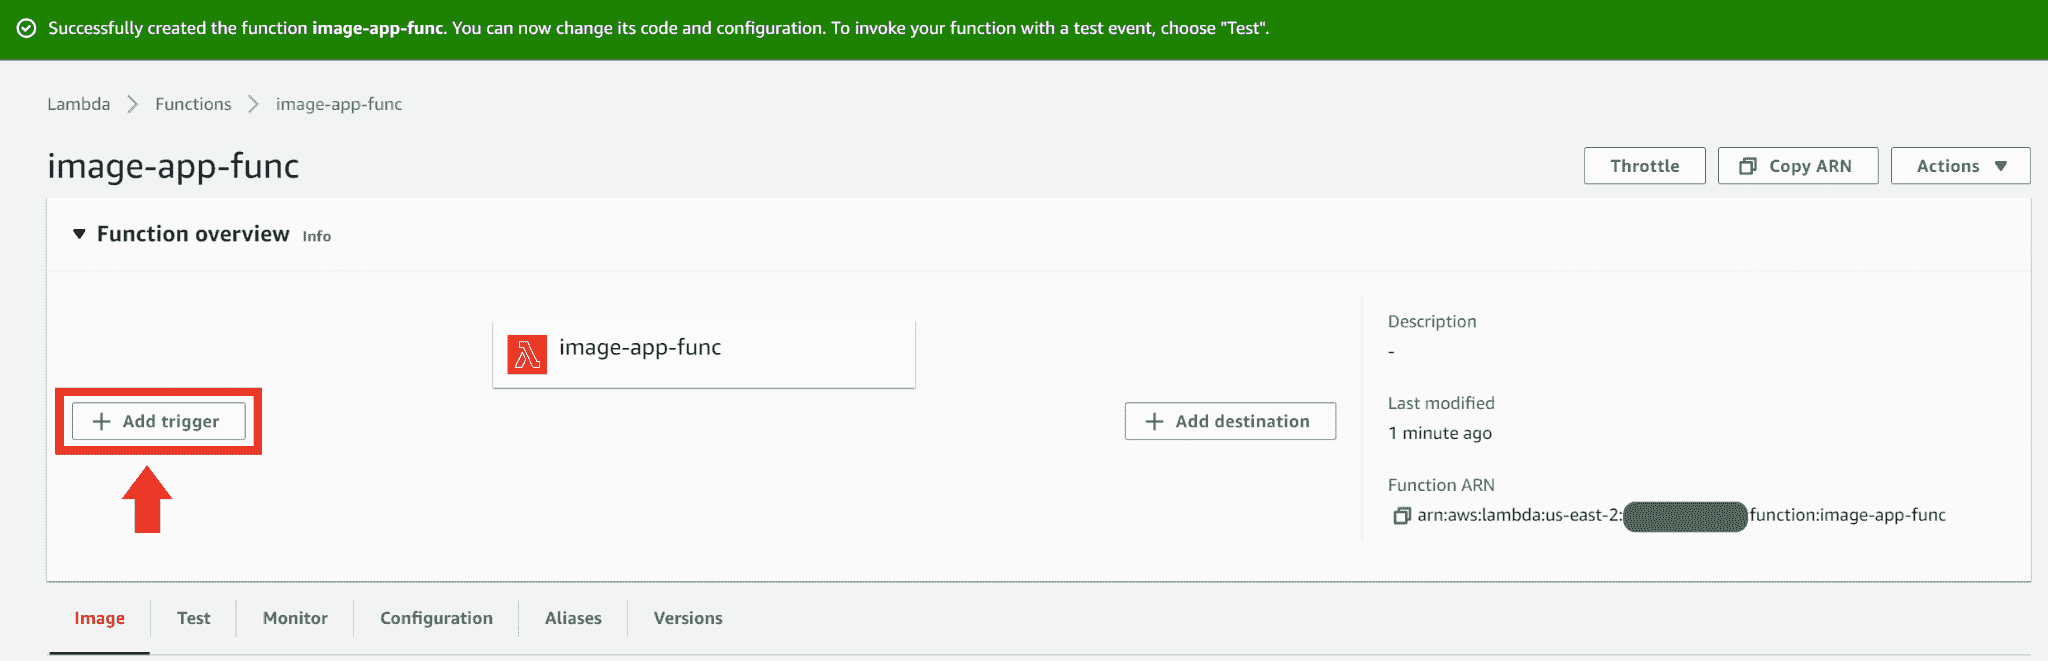 Successfully created the function image-app-func. You can now change its code and configuration. To invoke your function with a test event, choose "Test".
Lambda > Functions > image-app-func
image-app-func
Throttle
Copy ARN
Actions
Function overview Info
image-app-func
+ Add trigger
+ Add destination
Description
-
Last modified
1 minute ago
Function ARN
arn:aws:lambda:us-east-2: function:image-app-func
Image
Test
Monitor
Configuration
Aliases
Versions